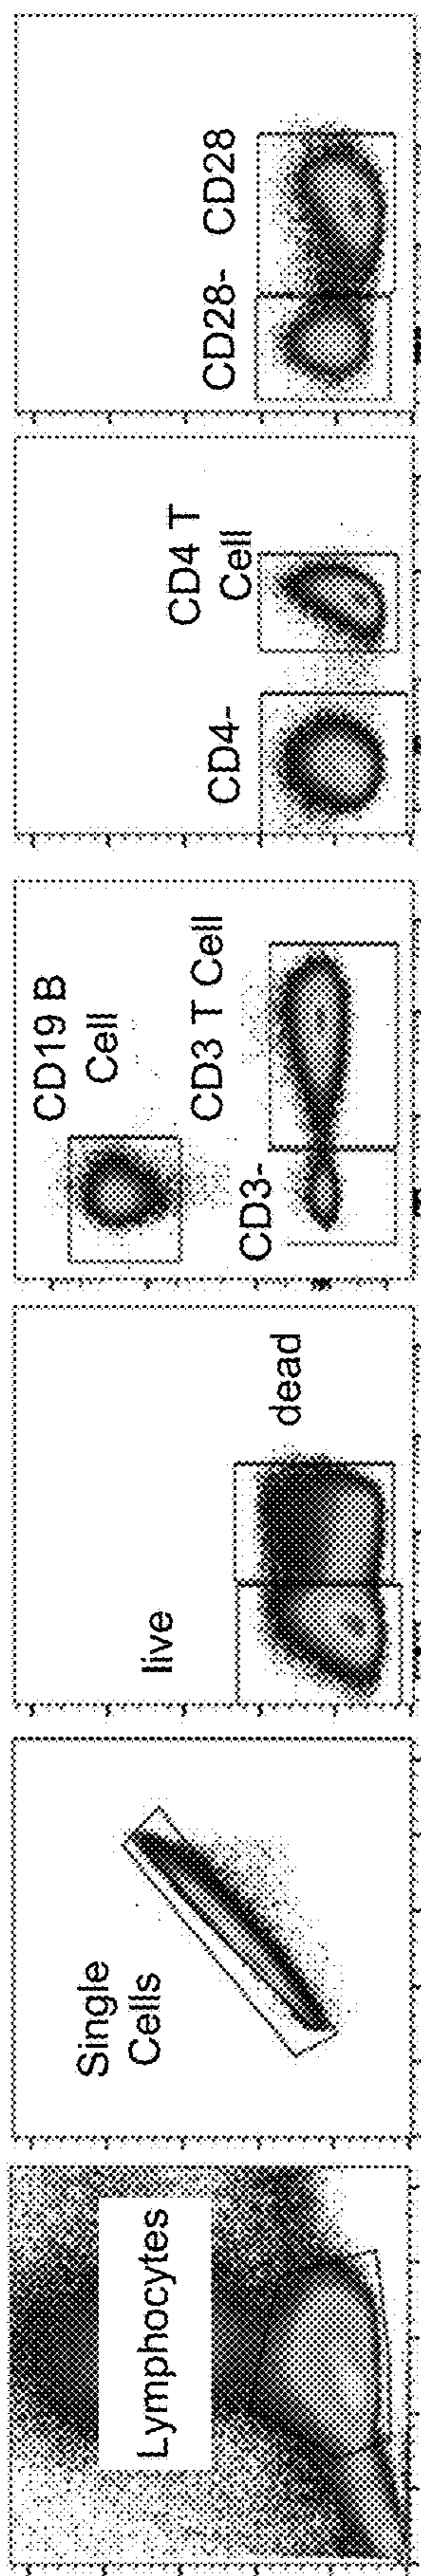 Lymphocytes
Single
Cells
live
dead
CD19 B
Cell
CD3 T Cell
CD3-
CD4-
CD4 T
Cell
CD28-
CD28